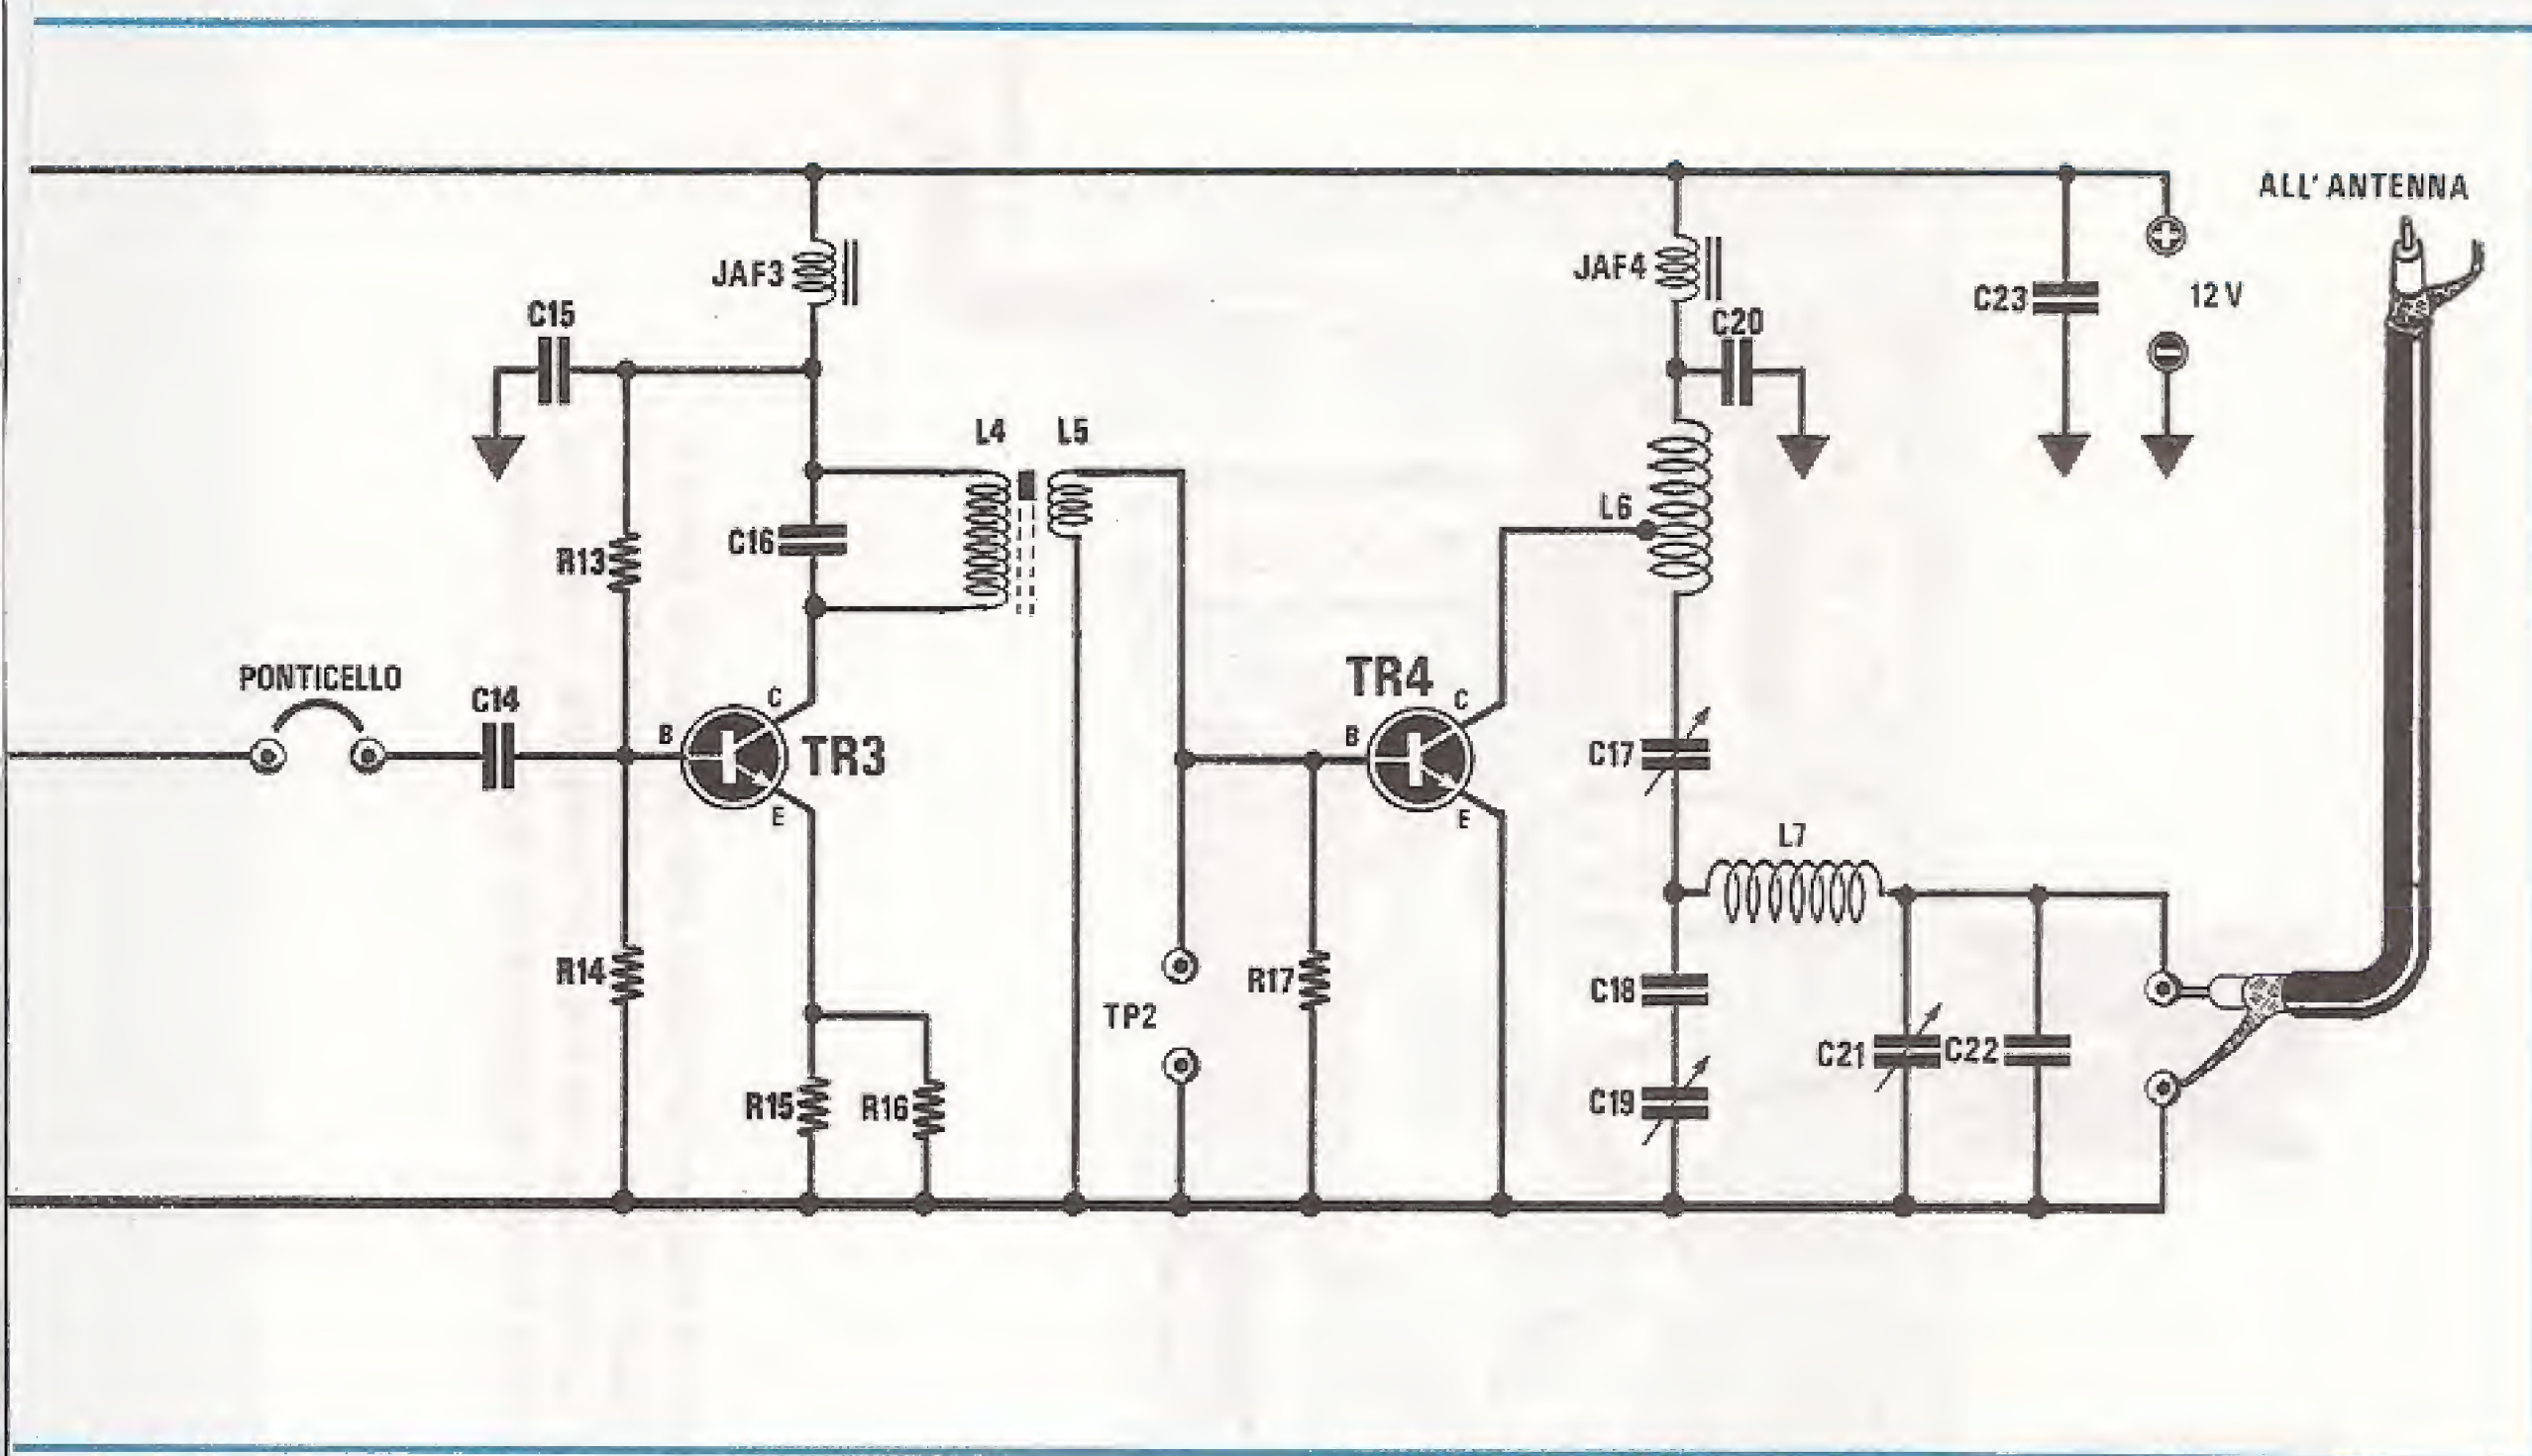 ALL' ANTENNA
JAF3
JAF4
C23
12 V
C15
C20
L4
L5
L6
R13
C16
PONTICELLO
C14
B
C
TR3
E
TR4
B
C
E
C17
L7
R14
TP2
R17
C18
C21
C22
R15
R16
C19